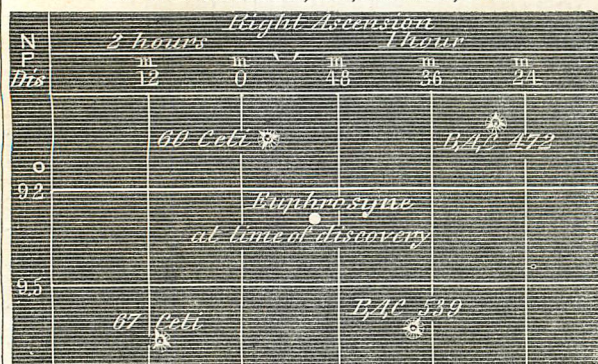 Right Ascension
N 2 hours 1 hour
P m m m m m
Dis 12 0 48 36 24
60 Ceti B,A,C 472
o
92
Euphrosyne
at time of discovery
95
67 Ceti B,A,C 539